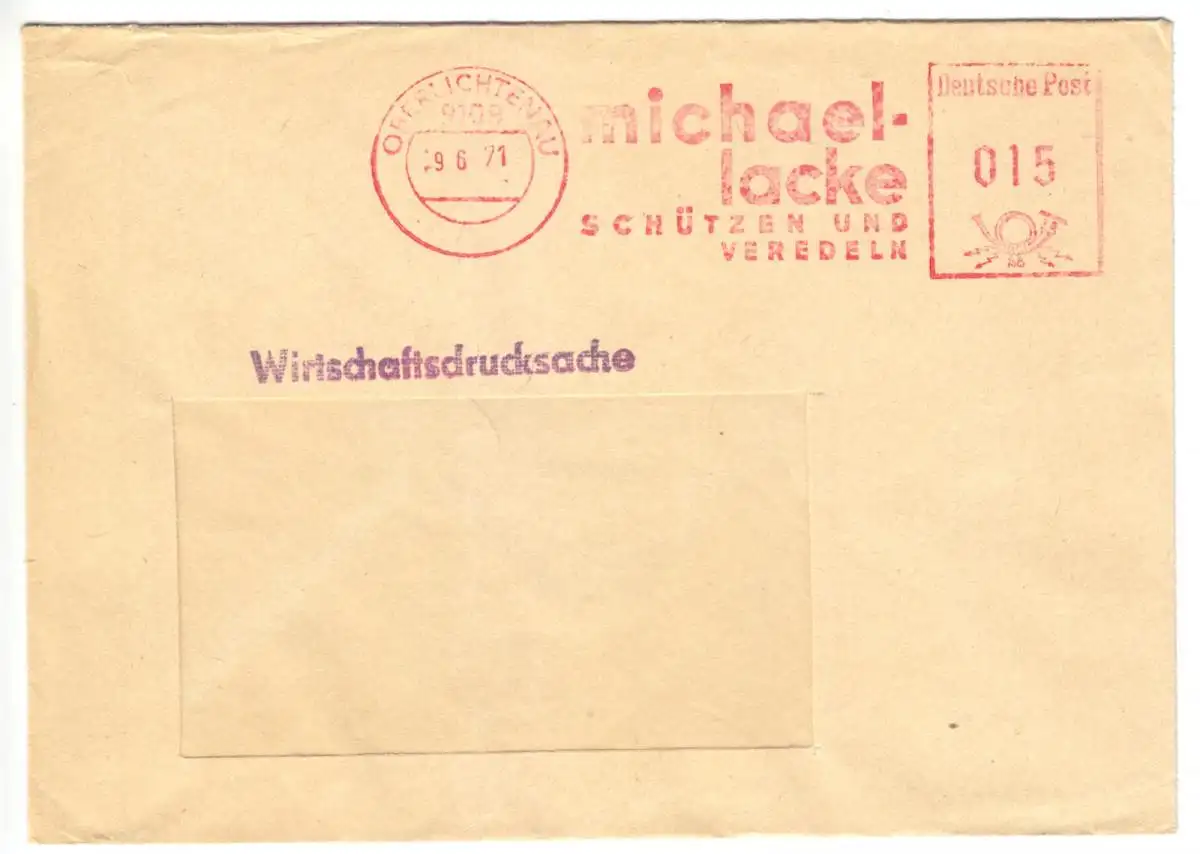 OBERLICHTENAU
9108
9 6 71
michael-
lacke
SCHÜTZEN UND
VEREDELN
Deutsche Post
015
Wirtschaftsdrucksache